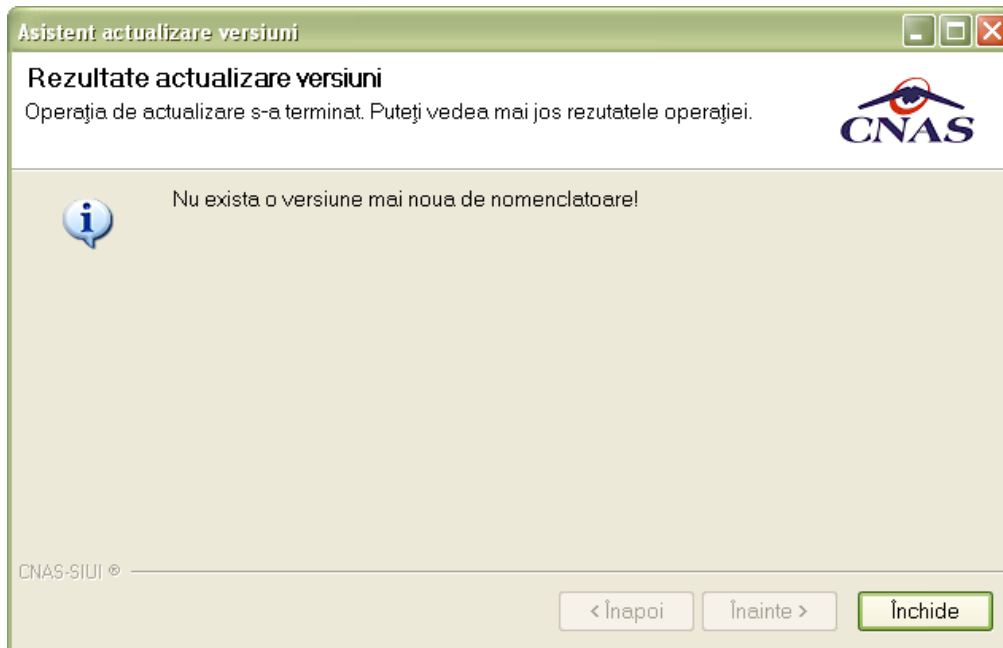 Asistent actualizare versiuni
Rezultate actualizare versiuni
Operaţia de actualizare s-a terminat. Puteţi vedea mai jos rezutatele operaţiei.
CNAS
Nu exista o versiune mai noua de nomenclatoare!
CNAS-SIUI ®
< Înapoi
Înainte >
Închide